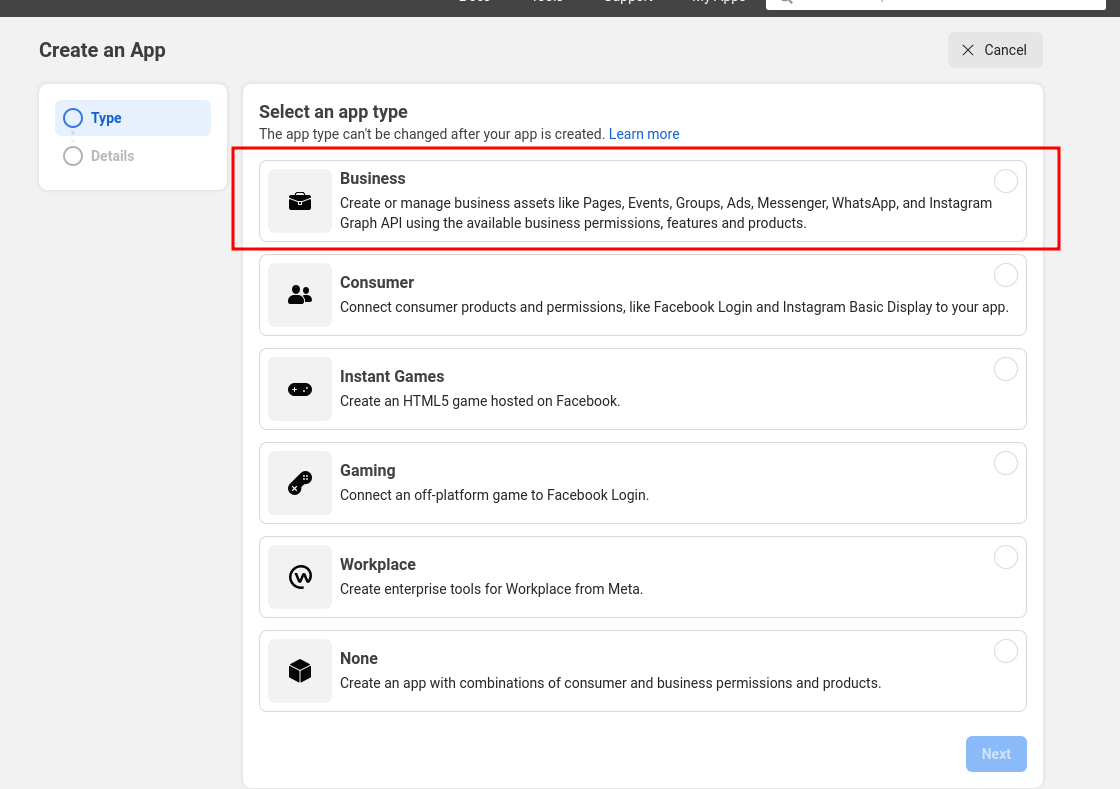 Docs Tools Support My Apps
Create an App
Cancel
Type
Details
Select an app type
The app type can't be changed after your app is created. Learn more
Business
Create or manage business assets like Pages, Events, Groups, Ads, Messenger, WhatsApp, and Instagram
Graph API using the available business permissions, features and products.
Consumer
Connect consumer products and permissions, like Facebook Login and Instagram Basic Display to your app.
Instant Games
Create an HTML5 game hosted on Facebook.
Gaming
Connect an off-platform game to Facebook Login.
Workplace
Create enterprise tools for Workplace from Meta.
None
Create an app with combinations of consumer and business permissions and products.
Next